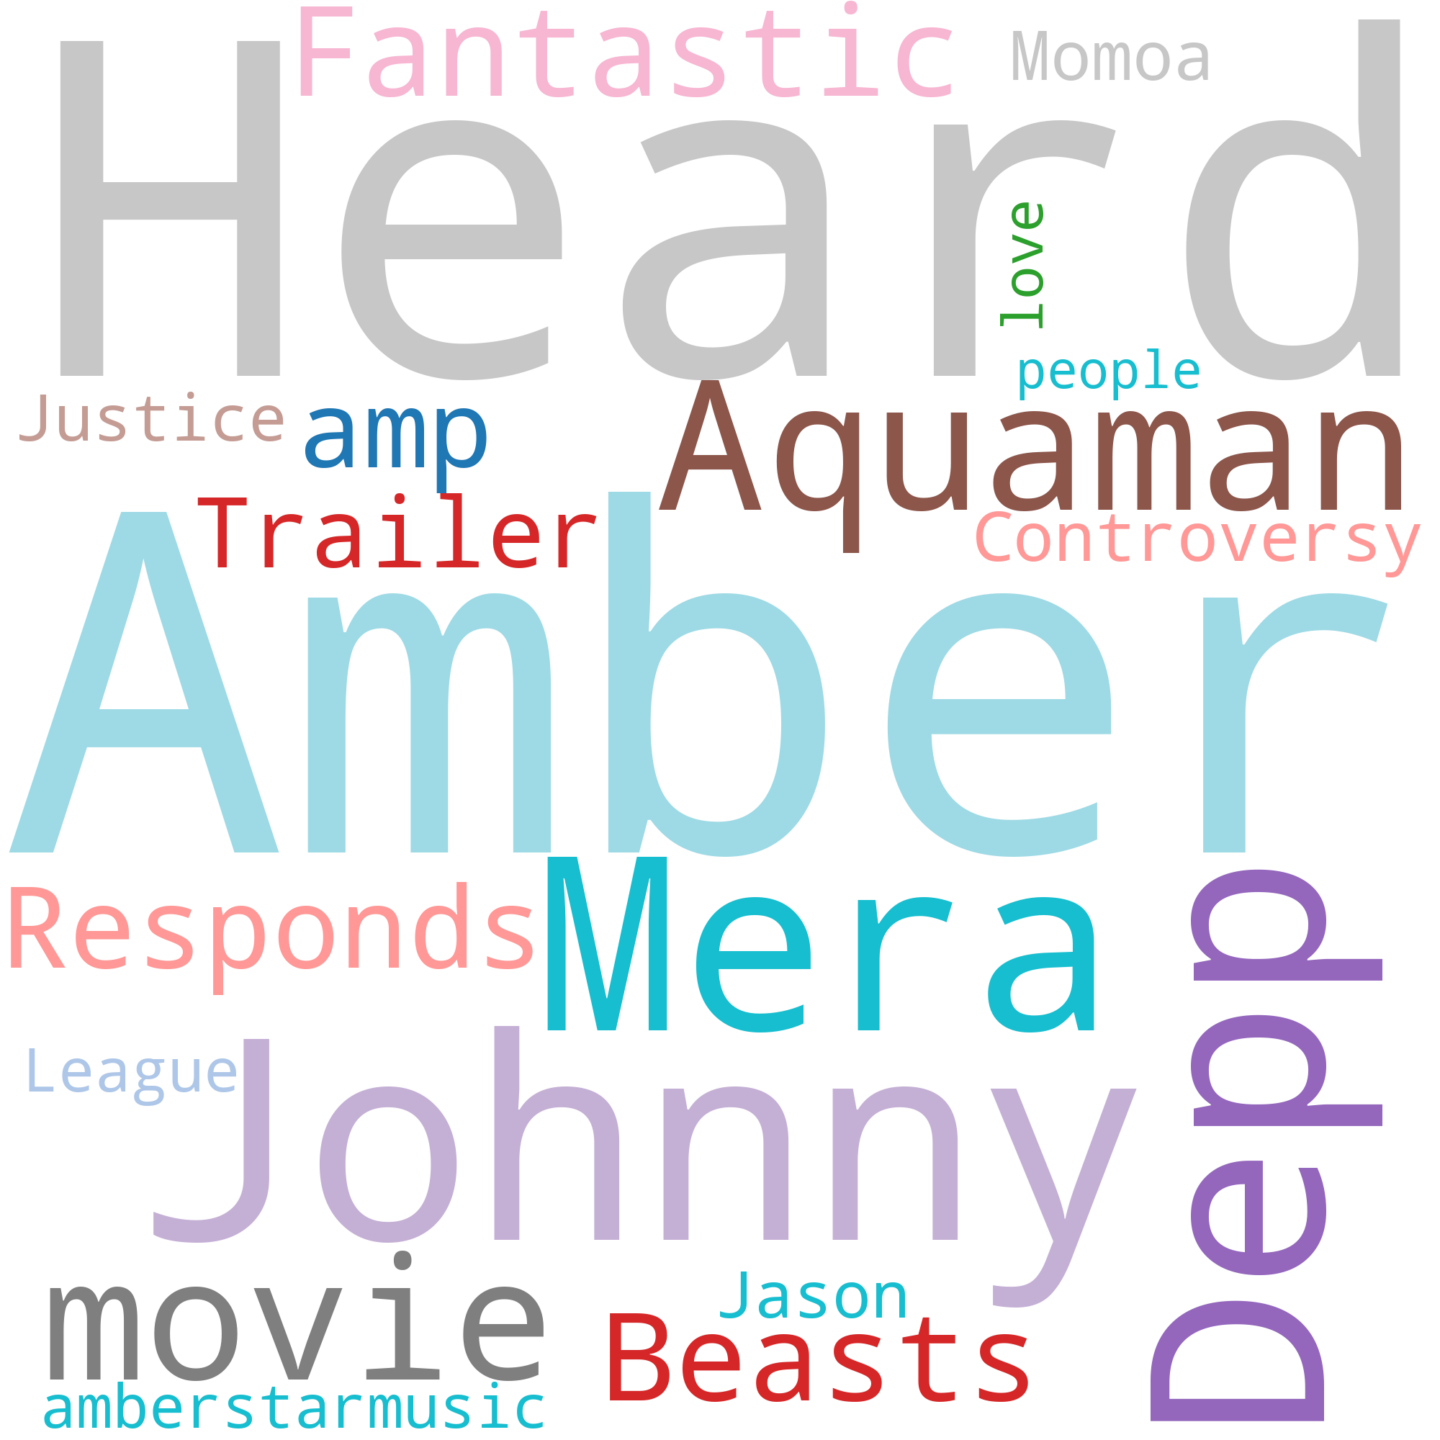 Fantastic
Momoa
Heard
love
people
Justice
amp
Aquaman
Trailer
Controversy
Amber
Responds
Mera
Depp
League
Johnny
movie
Jason
Beasts
amberstarmusic